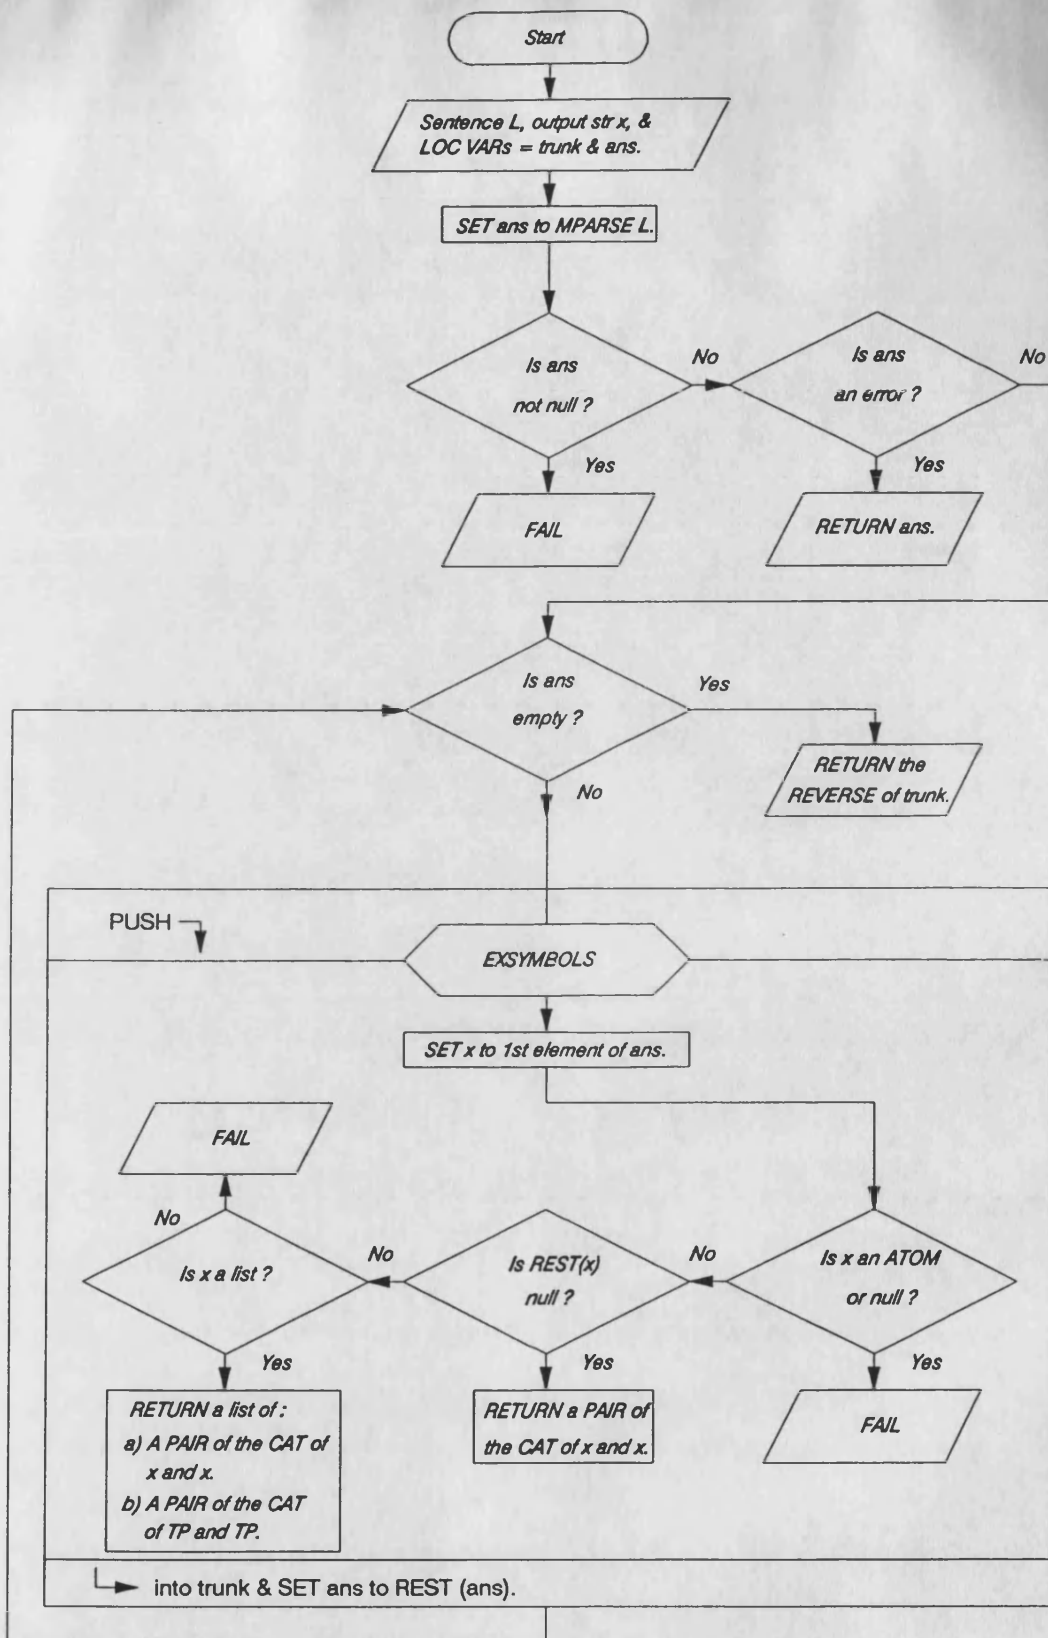 Start
Sentence L, output str x, &
LOC VARs = trunk & ans.
SET ans to MPARSE L.
Is ans
not null ?
No
Is ans
an error ?
No
Yes
Yes
FAIL
RETURN ans.
Is ans
empty ?
Yes
RETURN the
REVERSE of trunk.
No
PUSH
EXSYMBOLS
SET x to 1st element of ans.
FAIL
No
Is x a list ?
No
Is REST(x)
null ?
No
Is x an ATOM
or null ?
Yes
Yes
Yes
RETURN a list of :
a) A PAIR of the CAT of
x and x.
b) A PAIR of the CAT
of TP and TP.
RETURN a PAIR of
the CAT of x and x.
FAIL
into trunk & SET ans to REST (ans).